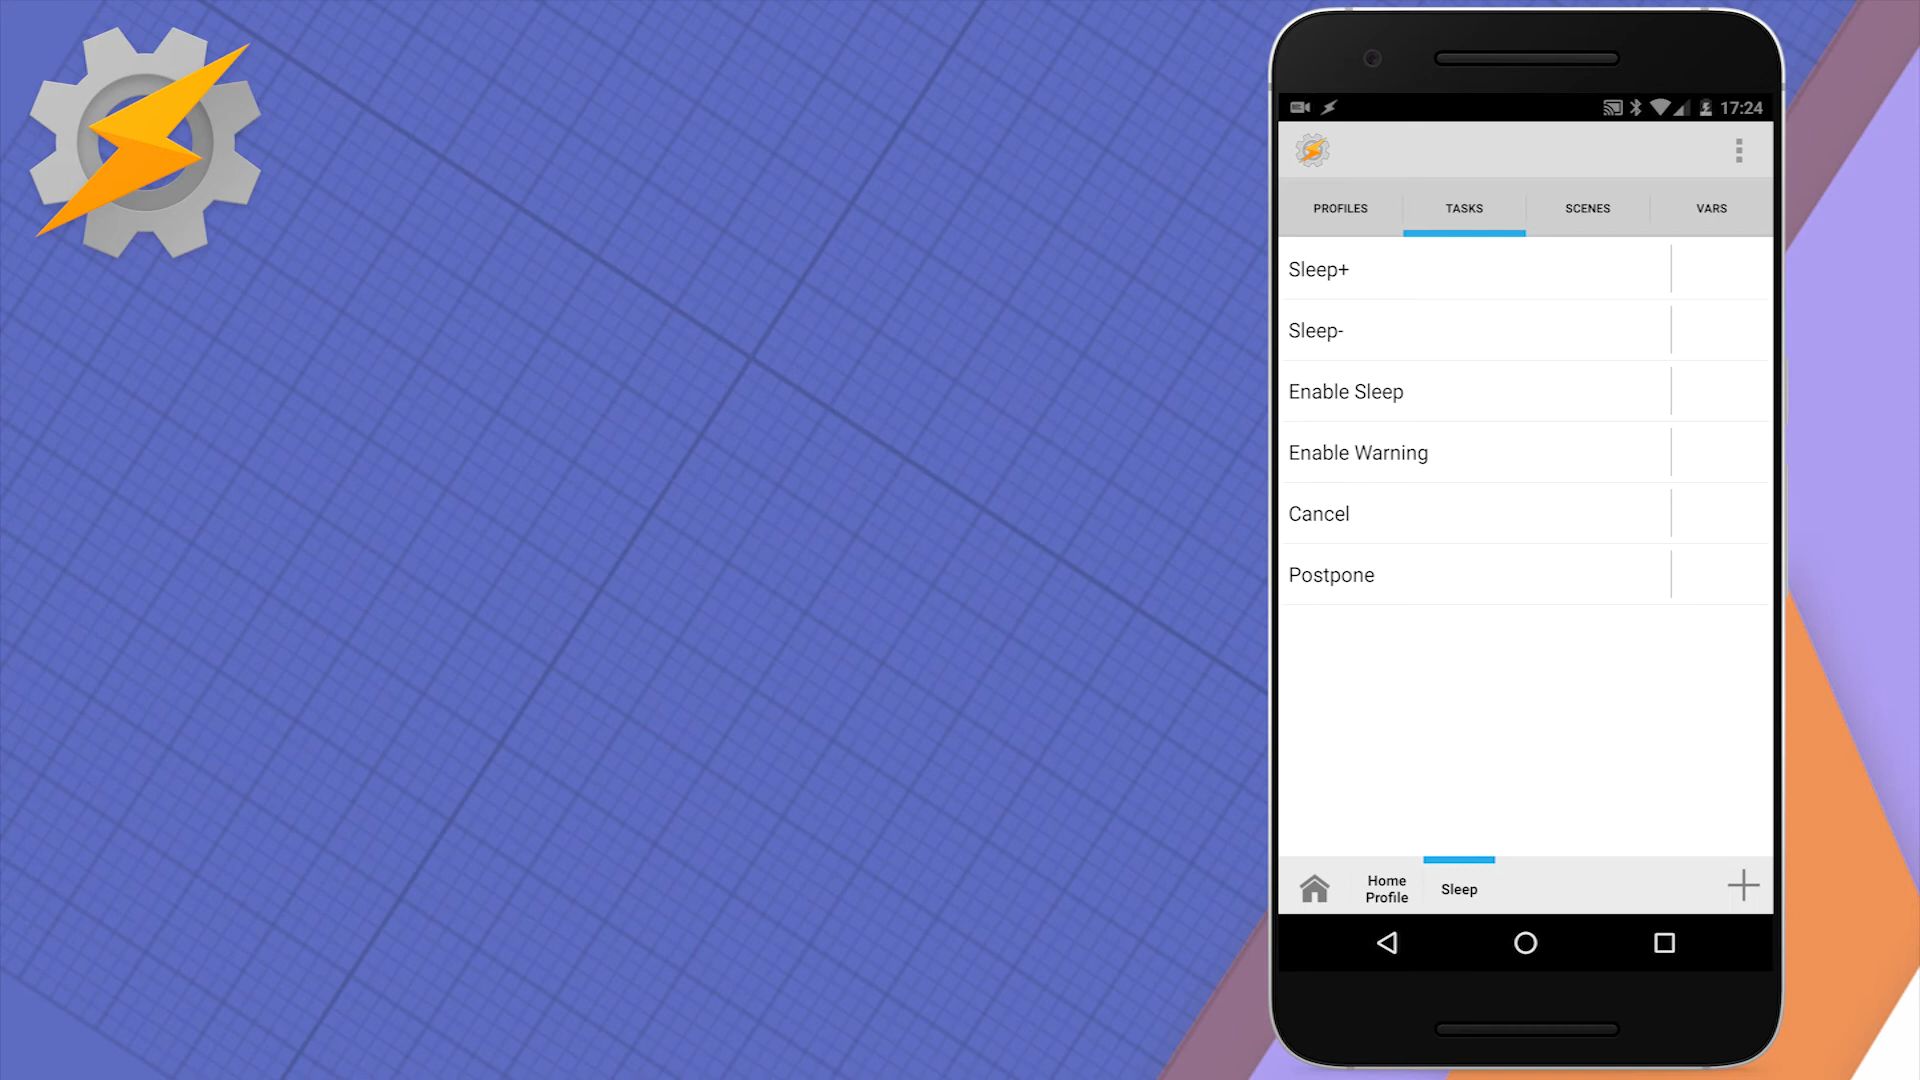 17:24
PROFILES TASKS SCENES VARS
Sleep+
Sleep-
Enable Sleep
Enable Warning
Cancel
Postpone
Home
Profile
Sleep